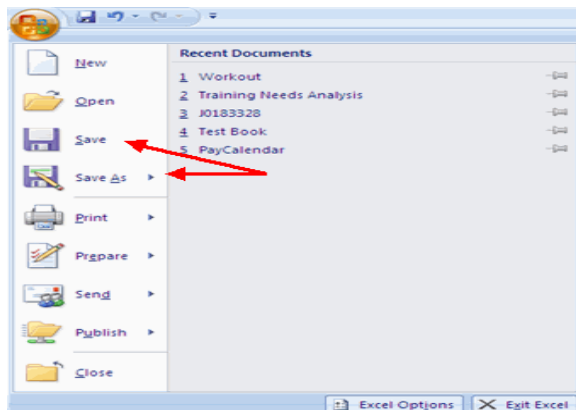 New
Open
Save
Save As
Print
Prepare
Send
Publish
Close
Recent Documents
1 Workout
2 Training Needs Analysis
3 J0183328
4 Test Book
5 PayCalendar
Excel Options
Exit Excel